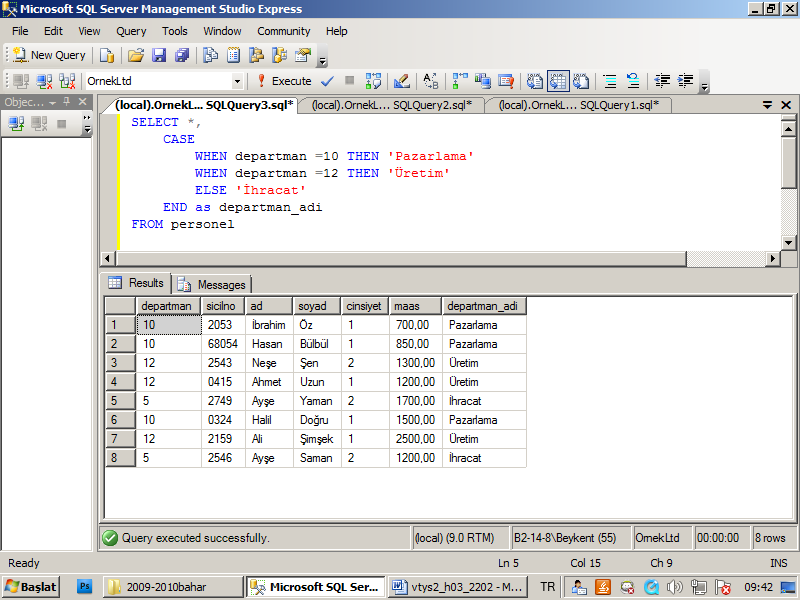 Microsoft SQL Server Management Studio Express
File Edit View Query Tools Window Community Help
New Query
OrnekLtd Execute
Objec...
(local).OrnekL... SQLQuery3.sql* (local).OrnekL... SQLQuery2.sql* (local).OrnekL... SQLQuery1.sql*
SELECT *,
CASE
WHEN departman =10 THEN 'Pazarlama'
WHEN departman =12 THEN 'Üretim'
ELSE 'İhracat'
END as departman_adi
FROM personel
Results Messages
departman sicilno ad soyad cinsiyet maas departman_adi
1 10 2053 İbrahim Öz 1 700,00 Pazarlama
2 10 68054 Hasan Bülbül 1 850,00 Pazarlama
3 12 2543 Neşe Şen 2 1300,00 Üretim
4 12 0415 Ahmet Uzun 1 1200,00 Üretim
5 5 2749 Ayşe Yaman 2 1700,00 İhracat
6 10 0324 Halil Doğru 1 1500,00 Pazarlama
7 12 2159 Ali Şimşek 1 2500,00 Üretim
8 5 2546 Ayşe Saman 2 1200,00 İhracat
Query executed successfully. (local) (9.0 RTM) B2-14-8\Beykent (55) OrnekLtd 00:00:00 8 rows
Ready Ln 5 Col 15 Ch 9 INS
Başlat Ps 2009-2010bahar Microsoft SQL Ser... vtys2_h03_2202 - M... TR 09:42